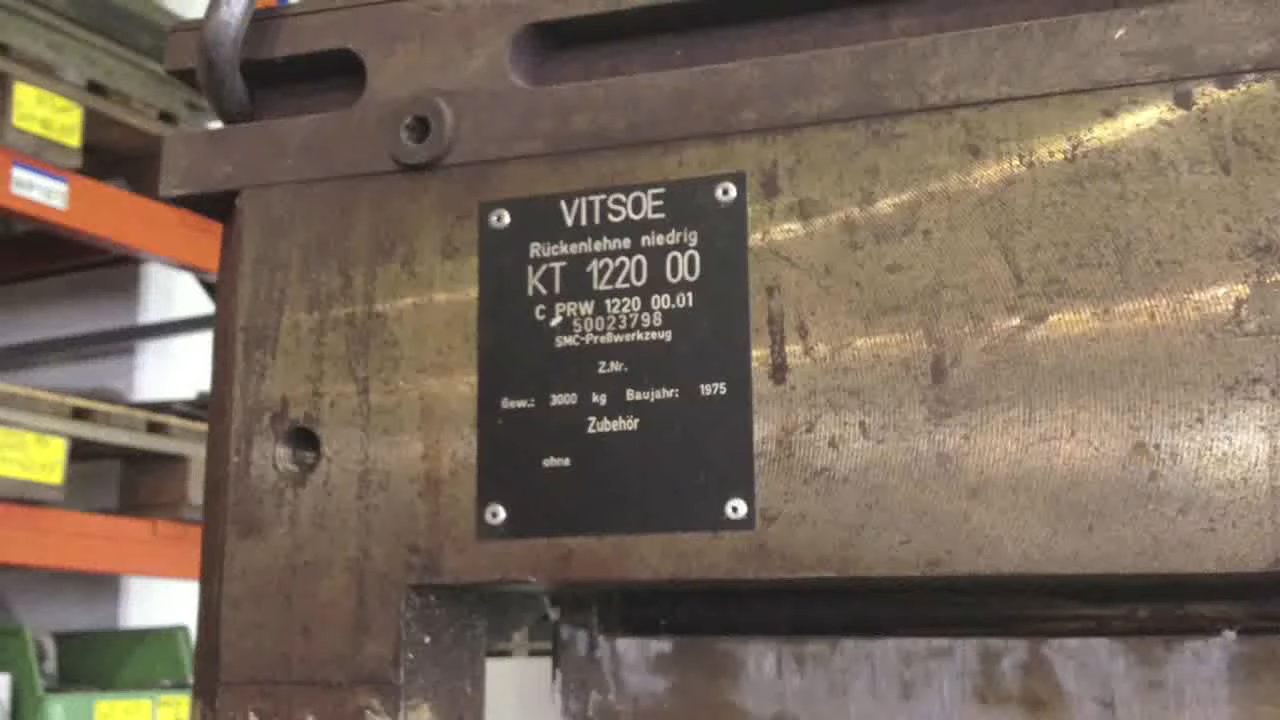 VITSOE
Rückenlehne niedrig
KT 1220 00
C PRW 1220 00.01
50023798
SMC-Preßwerkzeug
Z.Nr.
Gew.: 3000 kg Baujahr: 1975
Zubehör
ohne